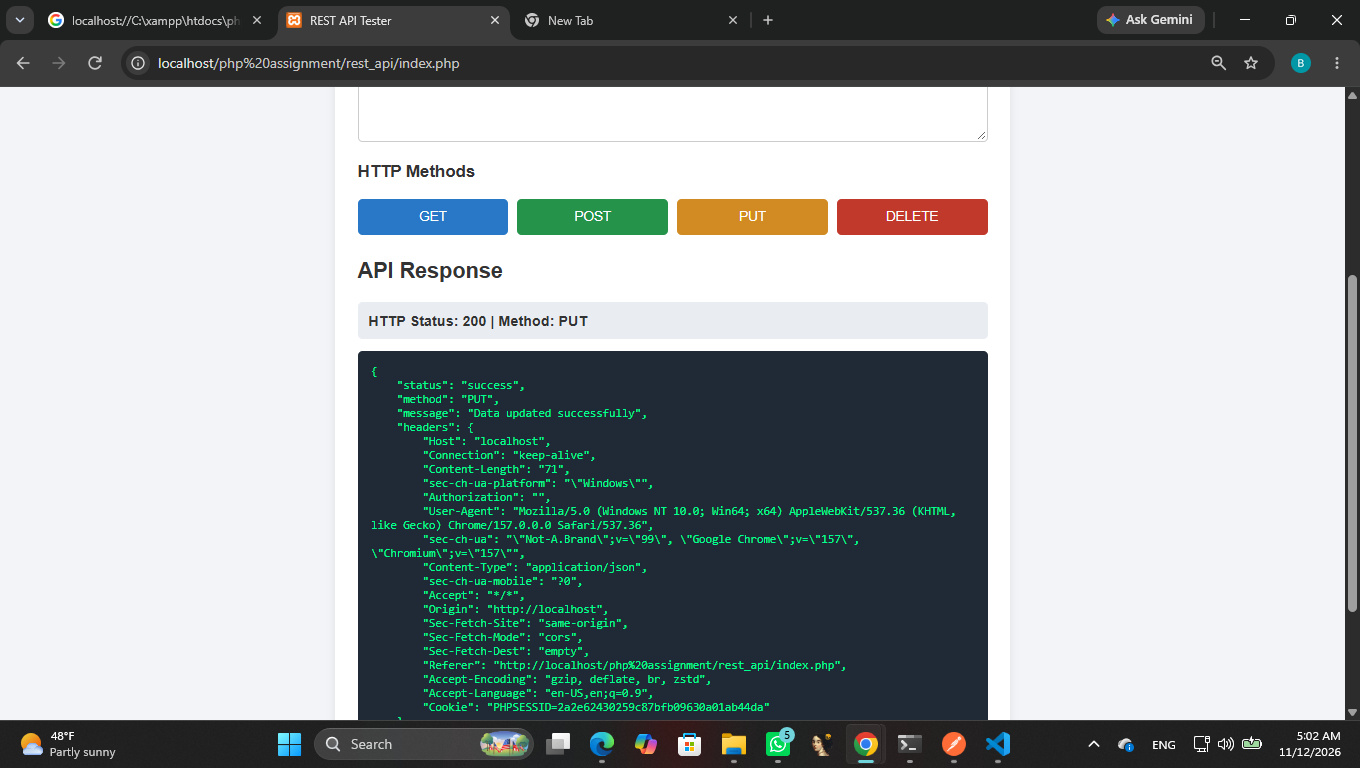 localhost://C:\xampp\htdocs\ph
REST API Tester
New Tab
Ask Gemini
localhost/php%20assignment/rest_api/index.php
B
HTTP Methods
GET
POST
PUT
DELETE
API Response
HTTP Status: 200 | Method: PUT
{
"status": "success",
"method": "PUT",
"message": "Data updated successfully",
"headers": {
"Host": "localhost",
"Connection": "keep-alive",
"Content-Length": "71",
"sec-ch-ua-platform": "\"Windows\"",
"Authorization": "",
"User-Agent": "Mozilla/5.0 (Windows NT 10.0; Win64; x64) AppleWebKit/537.36 (KHTML,
like Gecko) Chrome/157.0.0.0 Safari/537.36",
"sec-ch-ua": "\"Not-A.Brand\";v=\"99\", \"Google Chrome\";v=\"157\",
\"Chromium\";v=\"157\"",
"Content-Type": "application/json",
"sec-ch-ua-mobile": "?0",
"Accept": "*/*",
"Origin": "http://localhost",
"Sec-Fetch-Site": "same-origin",
"Sec-Fetch-Mode": "cors",
"Sec-Fetch-Dest": "empty",
"Referer": "http://localhost/php%20assignment/rest_api/index.php",
"Accept-Encoding": "gzip, deflate, br, zstd",
"Accept-Language": "en-US,en;q=0.9",
"Cookie": "PHPSESSID=2a2e62430259c87bfb09630a01ab44da"
48°F
Partly sunny
Search
5
ENG
5:02 AM
11/12/2026